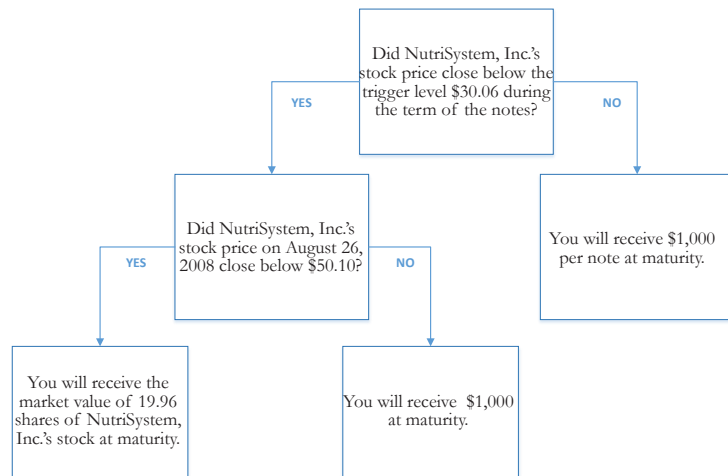 Did NutriSystem, Inc.'s
stock price close below the
trigger level $30.06 during
the term of the notes?
YES
NO
Did NutriSystem, Inc.'s
stock price on August 26,
2008 close below $50.10?
You will receive $1,000
per note at maturity.
YES
NO
You will receive the
market value of 19.96
shares of NutriSystem,
Inc.'s stock at maturity.
You will receive $1,000
at maturity.